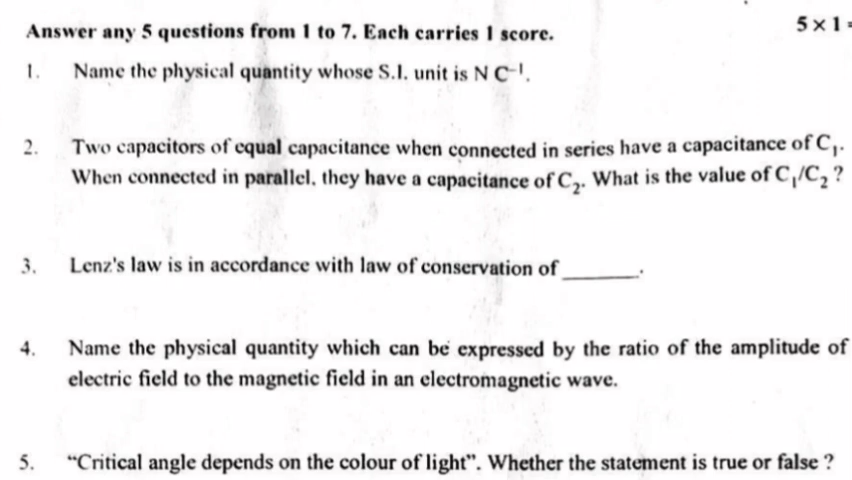 Answer any 5 questions from 1 to 7. Each carries 1 score.
5 × 1 =
1. Name the physical quantity whose S.I. unit is N C⁻¹.
2. Two capacitors of equal capacitance when connected in series have a capacitance of C₁.
When connected in parallel, they have a capacitance of C₂. What is the value of C₁/C₂ ?
3. Lenz's law is in accordance with law of conservation of ______.
4. Name the physical quantity which can be expressed by the ratio of the amplitude of
electric field to the magnetic field in an electromagnetic wave.
5. “Critical angle depends on the colour of light”. Whether the statement is true or false ?